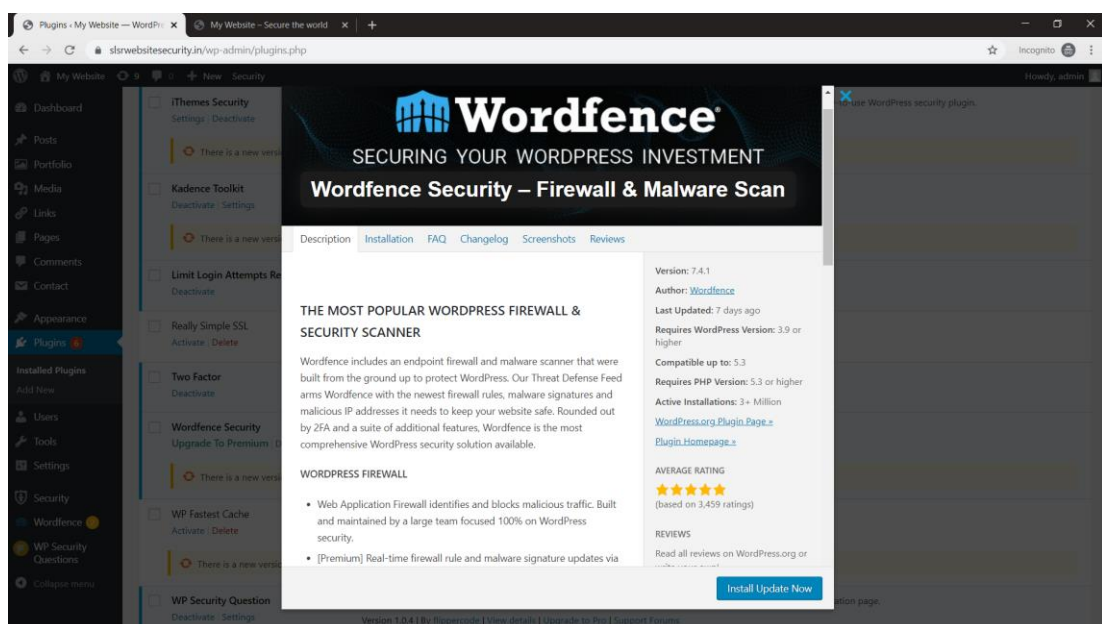 Plugins ‹ My Website — WordPr
My Website – Secure the world
slsrwebsitesecurity.in/wp-admin/plugins.php
Incognito
My Website 9 0 New Security
Howdy, admin
Dashboard
Posts
Portfolio
Media
Links
Pages
Comments
Contact
Appearance
Plugins 6
Installed Plugins
Add New
Users
Tools
Settings
Security
Wordfence
WP Security
Questions
Collapse menu
iThemes Security
Settings | Deactivate
There is a new versi
to-use WordPress security plugin.
Kadence Toolkit
Deactivate | Settings
There is a new versi
Limit Login Attempts Re
Deactivate
Really Simple SSL
Activate | Delete
Two Factor
Deactivate
Wordfence Security
Upgrade To Premium | D
There is a new versi
WP Fastest Cache
Activate | Delete
There is a new versic
WP Security Question
Deactivate | Settings
ation page.
Version 1.0.4 | By flippercode | View details | Upgrade to Pro | Support Forums
Wordfence®
SECURING YOUR WORDPRESS INVESTMENT
Wordfence Security – Firewall & Malware Scan
Description Installation FAQ Changelog Screenshots Reviews
THE MOST POPULAR WORDPRESS FIREWALL &
SECURITY SCANNER
Wordfence includes an endpoint firewall and malware scanner that were
built from the ground up to protect WordPress. Our Threat Defense Feed
arms Wordfence with the newest firewall rules, malware signatures and
malicious IP addresses it needs to keep your website safe. Rounded out
by 2FA and a suite of additional features, Wordfence is the most
comprehensive WordPress security solution available.
WORDPRESS FIREWALL
• Web Application Firewall identifies and blocks malicious traffic. Built
and maintained by a large team focused 100% on WordPress
security.
• [Premium] Real-time firewall rule and malware signature updates via
Version: 7.4.1
Author: Wordfence
Last Updated: 7 days ago
Requires WordPress Version: 3.9 or
higher
Compatible up to: 5.3
Requires PHP Version: 5.3 or higher
Active Installations: 3+ Million
WordPress.org Plugin Page »
Plugin Homepage »
AVERAGE RATING
(based on 3,459 ratings)
REVIEWS
Read all reviews on WordPress.org or
Install Update Now